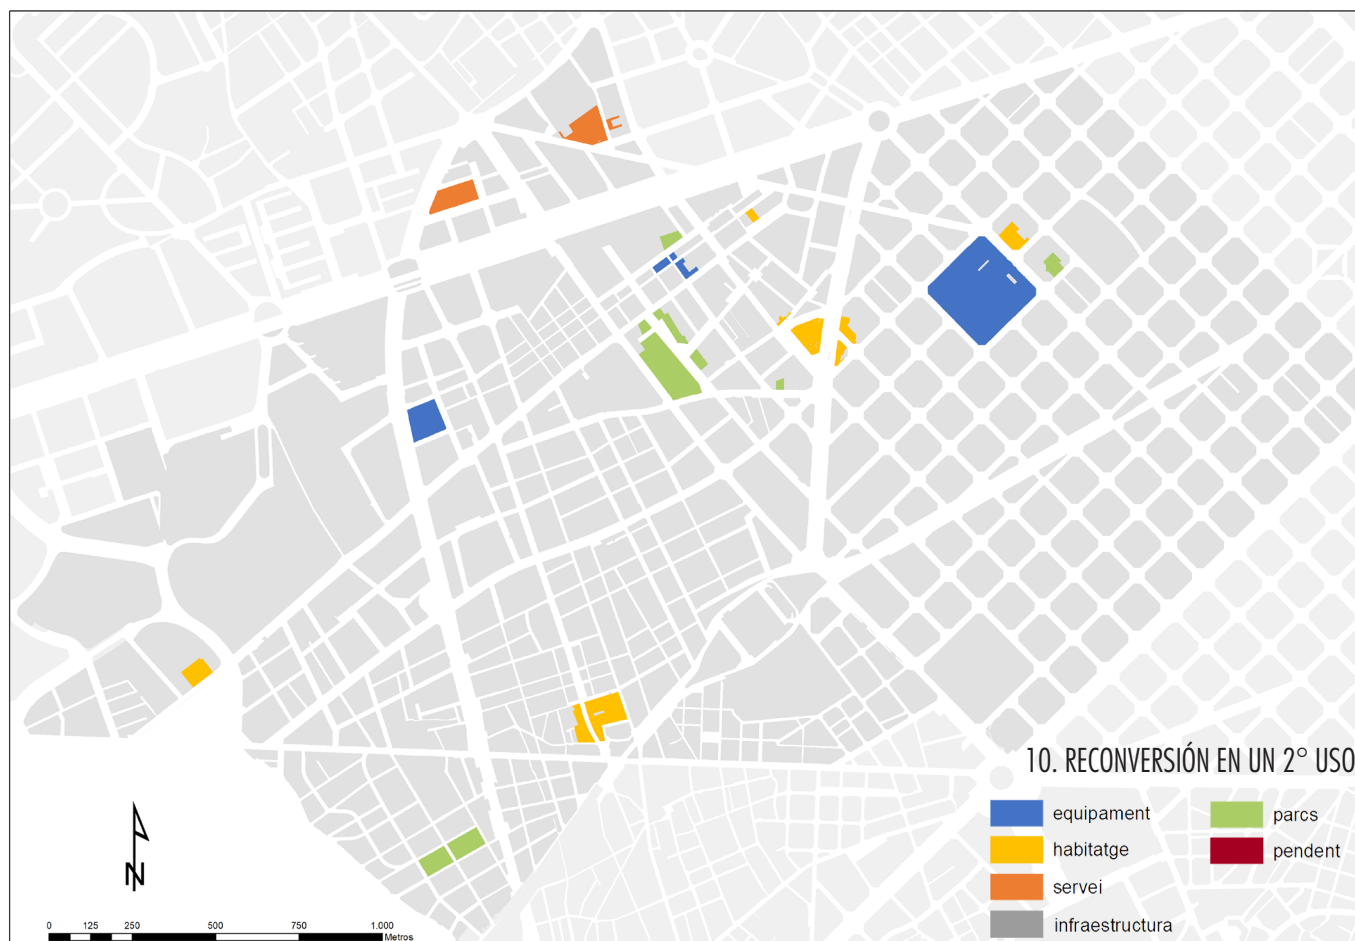 10. RECONVERSIÓN EN UN 2° USO
equipament
parcs
habitatge
pendent
servei
infraestructura
N
0 125 250 500 750 1.000
Metros